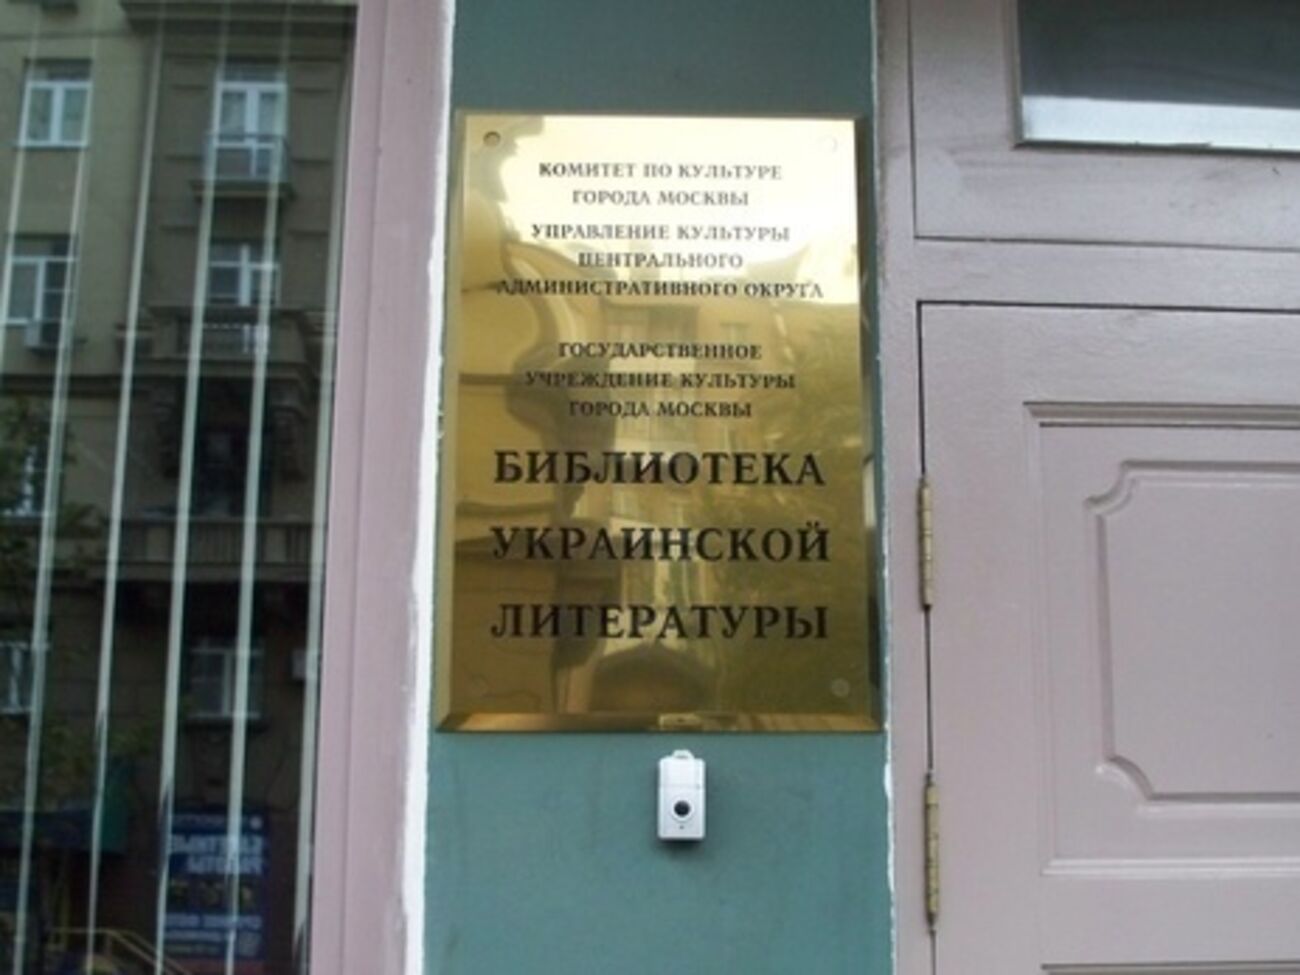 КОМИТЕТ ПО КУЛЬТУРЕ
ГОРОДА МОСКВЫ
УПРАВЛЕНИЕ КУЛЬТУРЫ
ЦЕНТРАЛЬНОГО
АДМИНИСТРАТИВНОГО ОКРУГА
ГОСУДАРСТВЕННОЕ
УЧРЕЖДЕНИЕ КУЛЬТУРЫ
ГОРОДА МОСКВЫ
БИБЛИОТЕКА
УКРАИНСКОЙ
ЛИТЕРАТУРЫ